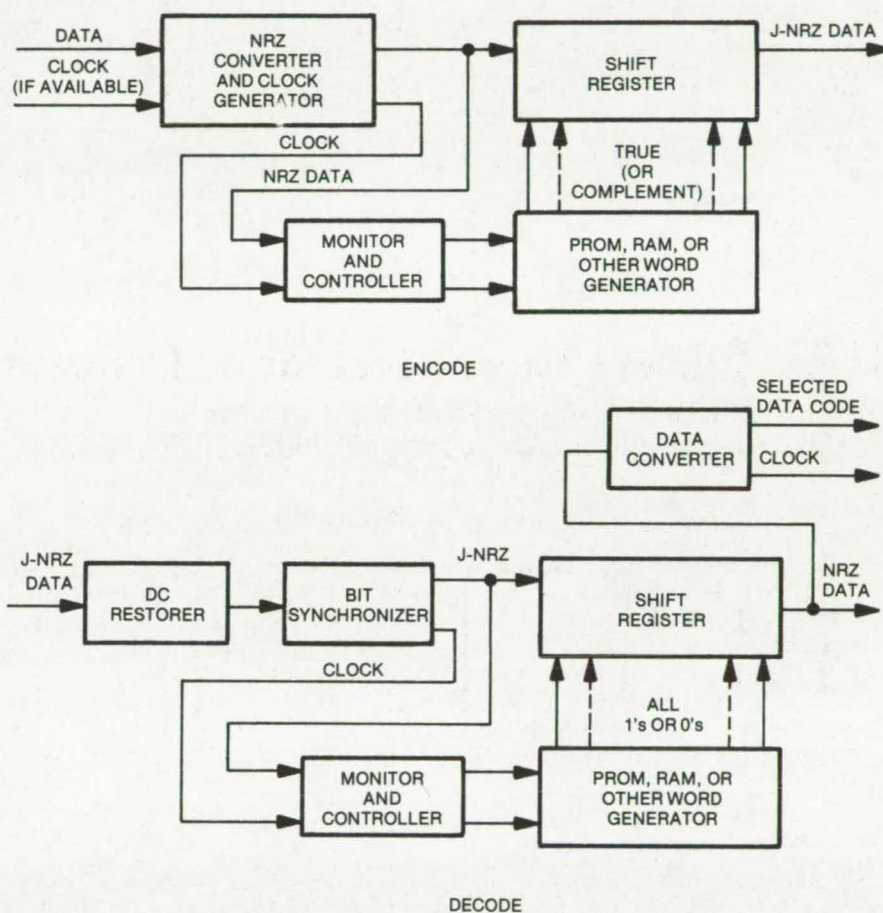 DATA
CLOCK
(IF AVAILABLE)
NRZ
CONVERTER
AND CLOCK
GENERATOR
SHIFT
REGISTER
J-NRZ DATA
CLOCK
NRZ DATA
TRUE
(OR
COMPLEMENT)
MONITOR
AND
CONTROLLER
PROM, RAM, OR
OTHER WORD
GENERATOR
ENCODE
SELECTED
DATA CODE
DATA
CONVERTER
CLOCK
J-NRZ
DATA
DC
RESTORER
BIT
SYNCHRONIZER
J-NRZ
SHIFT
REGISTER
NRZ
DATA
CLOCK
ALL
1's OR 0's
MONITOR
AND
CONTROLLER
PROM, RAM, OR
OTHER WORD
GENERATOR
DECODE